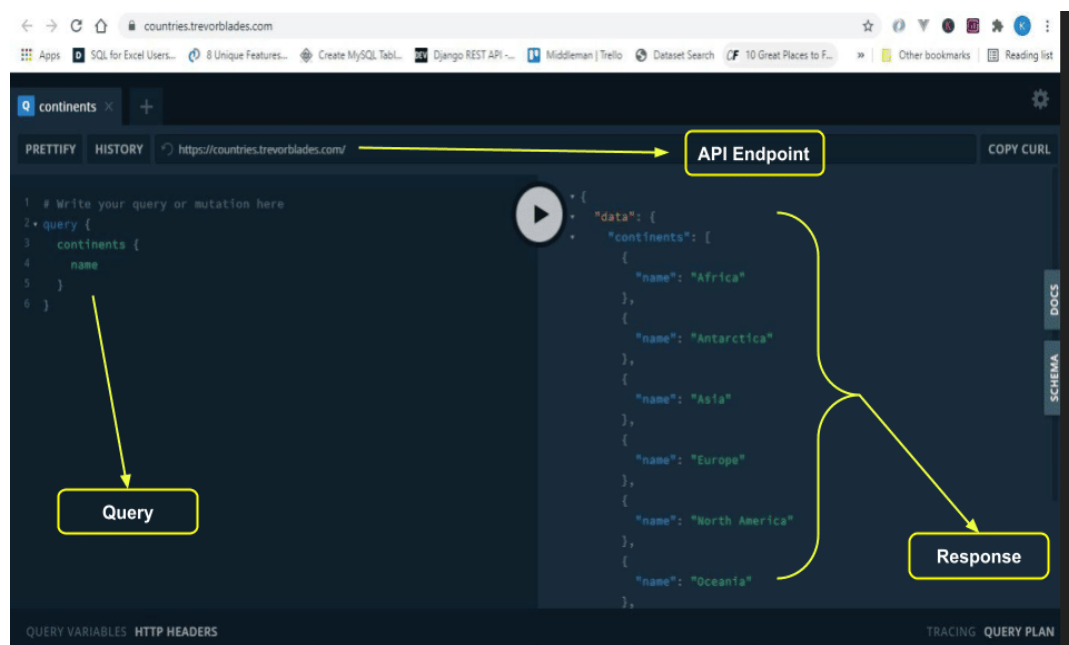 countries.trevorblades.com
Apps SQL for Excel Users... 8 Unique Features... Create MySQL Tabl... DEV Django REST API -... Middleman | Trello Dataset Search CF 10 Great Places to F... » Other bookmarks Reading list
Q continents × +
PRETTIFY HISTORY https://countries.trevorblades.com/ API Endpoint COPY CURL
1 # Write your query or mutation here
2 query {
3 continents {
4 name
5 }
6 }
Query
{
"data": {
"continents": [
{
"name": "Africa"
},
{
"name": "Antarctica"
},
{
"name": "Asia"
},
{
"name": "Europe"
},
{
"name": "North America"
},
{
"name": "Oceania"
},
DOCS
SCHEMA
Response
QUERY VARIABLES HTTP HEADERS TRACING QUERY PLAN